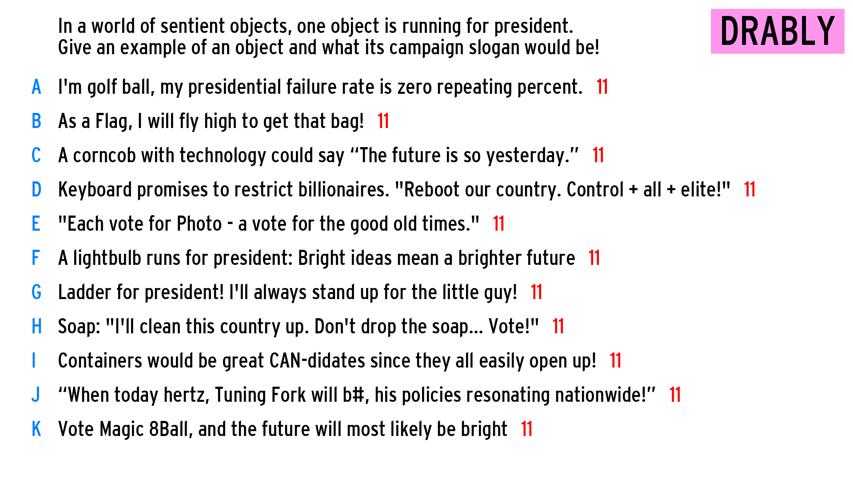 In a world of sentient objects, one object is running for president.
Give an example of an object and what its campaign slogan would be!
DRABLY
A I'm golf ball, my presidential failure rate is zero repeating percent. 11
B As a Flag, I will fly high to get that bag! 11
C A corncob with technology could say “The future is so yesterday.” 11
D Keyboard promises to restrict billionaires. "Reboot our country. Control + all + elite!" 11
E "Each vote for Photo - a vote for the good old times." 11
F A lightbulb runs for president: Bright ideas mean a brighter future 11
G Ladder for president! I'll always stand up for the little guy! 11
H Soap: "I'll clean this country up. Don't drop the soap... Vote!" 11
I Containers would be great CAN-didates since they all easily open up! 11
J “When today hertz, Tuning Fork will b#, his policies resonating nationwide!” 11
K Vote Magic 8Ball, and the future will most likely be bright 11